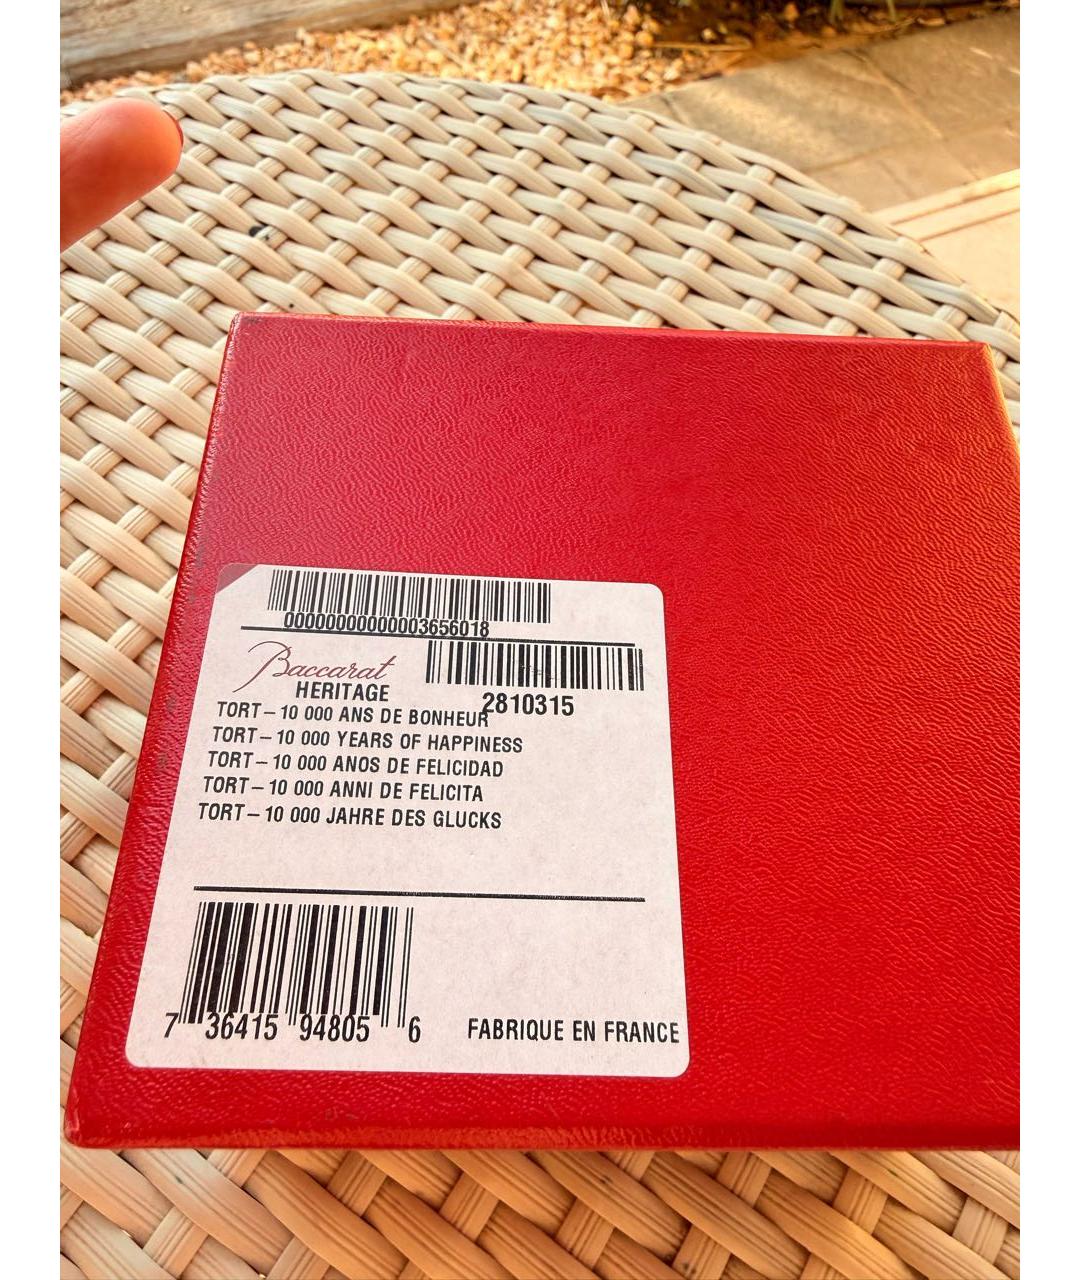 00000000000003656018
Baccarat
HERITAGE
2810315
TORT – 10 000 ANS DE BONHEUR
TORT – 10 000 YEARS OF HAPPINESS
TORT – 10 000 ANOS DE FELICIDAD
TORT – 10 000 ANNI DE FELICITA
TORT – 10 000 JAHRE DES GLUCKS
7 36415 94805 6
FABRIQUE EN FRANCE